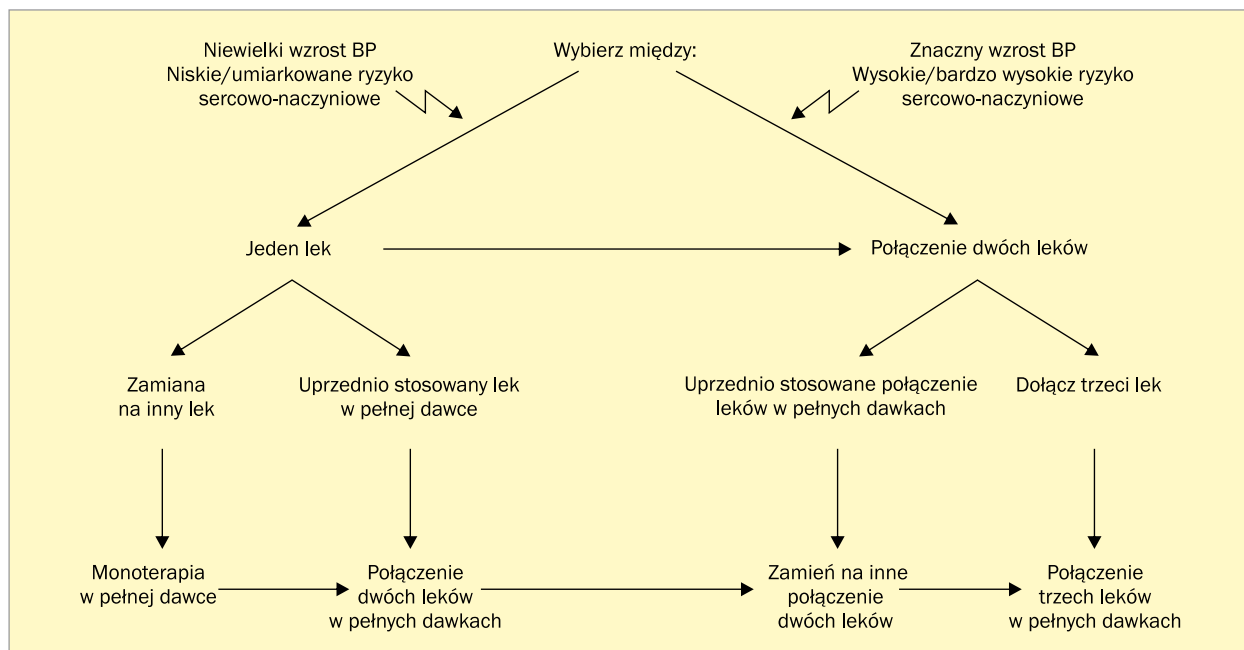 Niewielki wzrost BP
Niskie/umiarkowane ryzyko
sercowo-naczyniowe
Wybierz między:
Znaczny wzrost BP
Wysokie/bardzo wysokie ryzyko
sercowo-naczyniowe
Jeden lek
Połączenie dwóch leków
Zamiana
na inny lek
Uprzednio stosowany lek
w pełnej dawce
Uprzednio stosowane połączenie
leków w pełnych dawkach
Dołącz trzeci lek
Monoterapia
w pełnej dawce
Połączenie
dwóch leków
w pełnych dawkach
Zamień na inne
połączenie
dwóch leków
Połączenie
trzech leków
w pełnych dawkach